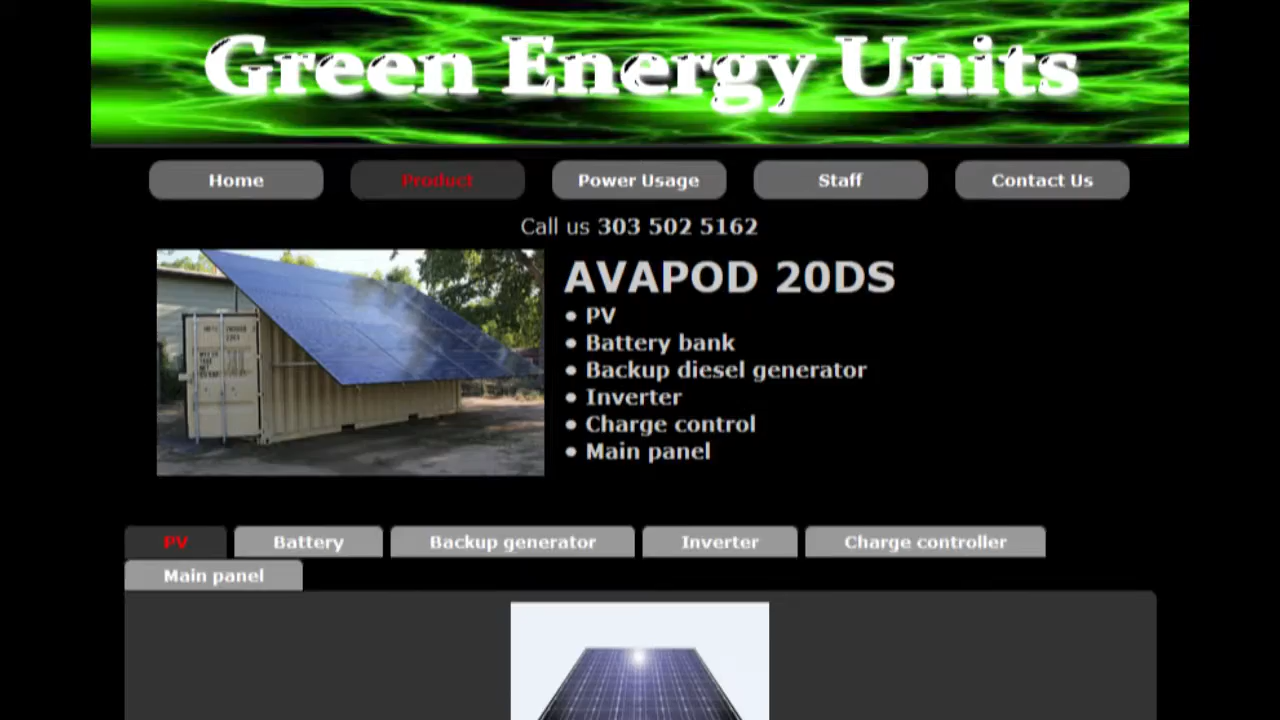 Green Energy Units
Home
Product
Power Usage
Staff
Contact Us
Call us 303 502 5162
AVAPOD 20DS
• PV
• Battery bank
• Backup diesel generator
• Inverter
• Charge control
• Main panel
PV
Battery
Backup generator
Inverter
Charge controller
Main panel